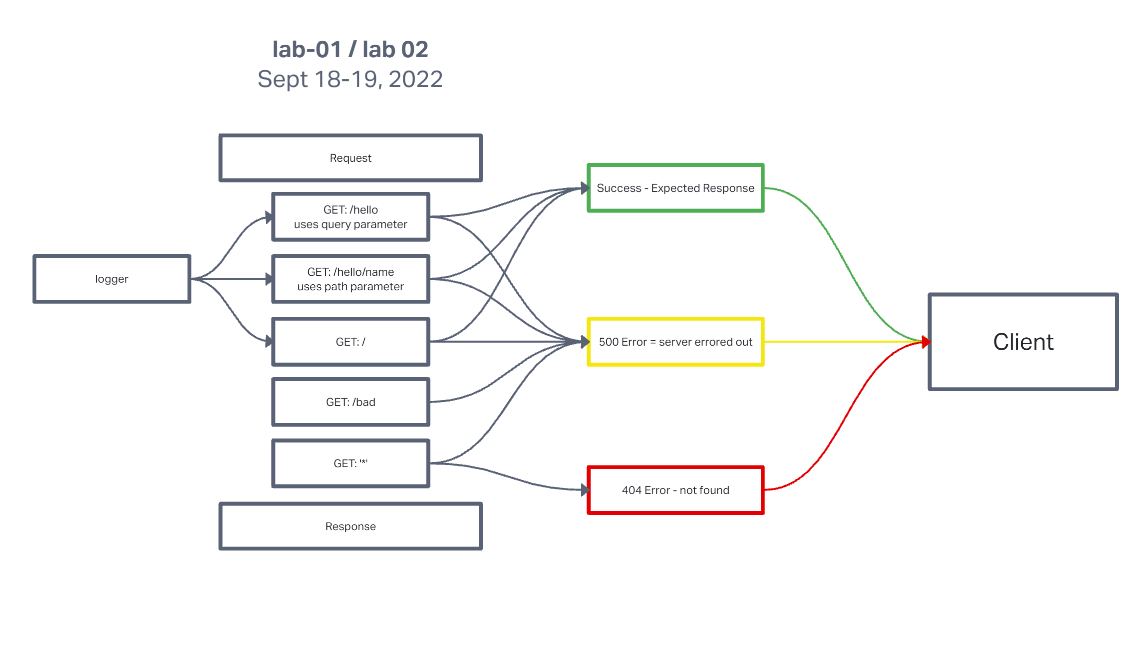 lab-01 / lab 02
Sept 18-19, 2022
Request
GET: /hello
uses query parameter
GET: /hello/name
uses path parameter
logger
GET: /
GET: /bad
GET: '*'
Response
Success - Expected Response
500 Error = server errored out
404 Error - not found
Client